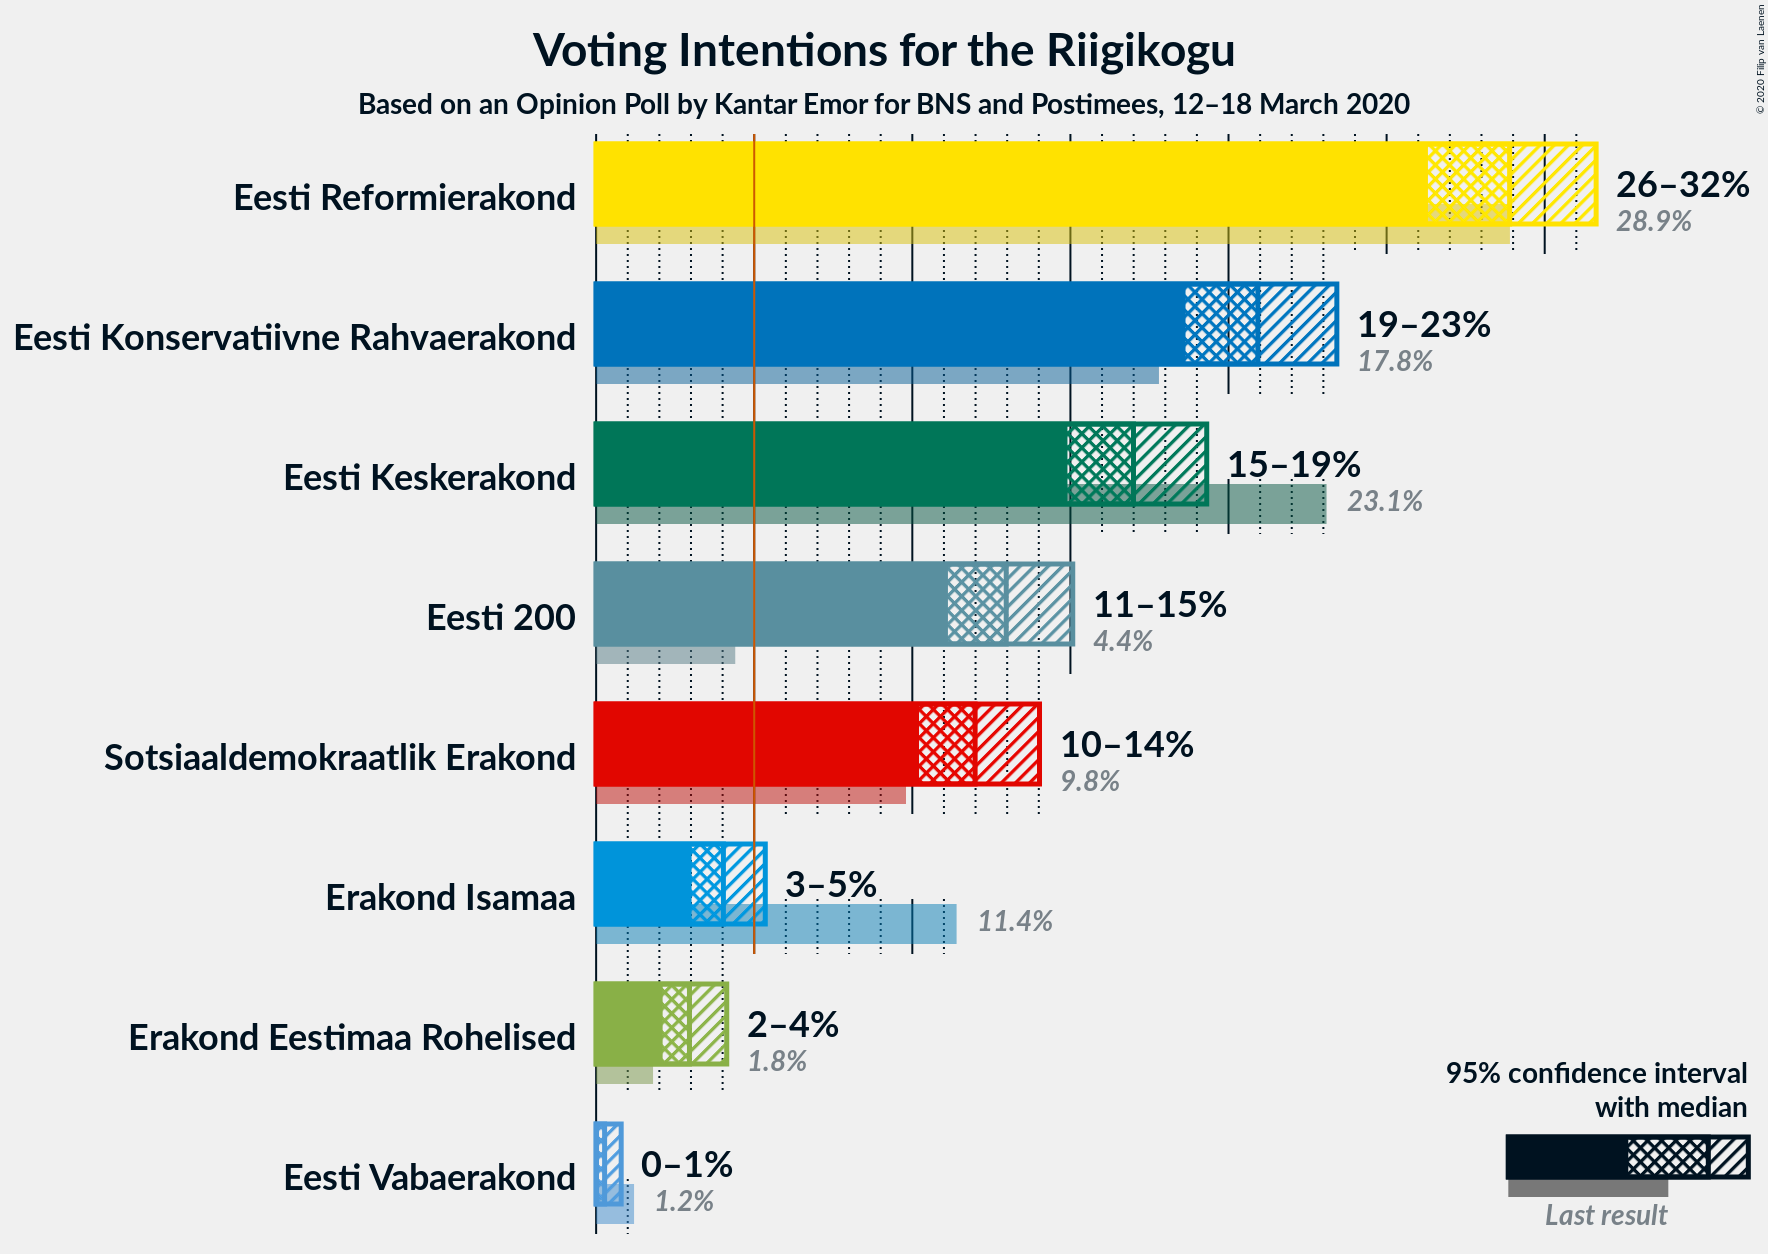 Voting Intentions for the Riigikogu
Based on an Opinion Poll by Kantar Emor for BNS and Postimees, 12–18 March 2020
© 2020 Filip van Laenen
Eesti Reformierakond
26–32%
28.9%
Eesti Konservatiivne Rahvaerakond
19–23%
17.8%
Eesti Keskerakond
15–19%
23.1%
Eesti 200
11–15%
4.4%
Sotsiaaldemokraatlik Erakond
10–14%
9.8%
Erakond Isamaa
3–5%
11.4%
Erakond Eestimaa Rohelised
2–4%
1.8%
Eesti Vabaerakond
0–1%
1.2%
95% confidence interval
with median
Last result